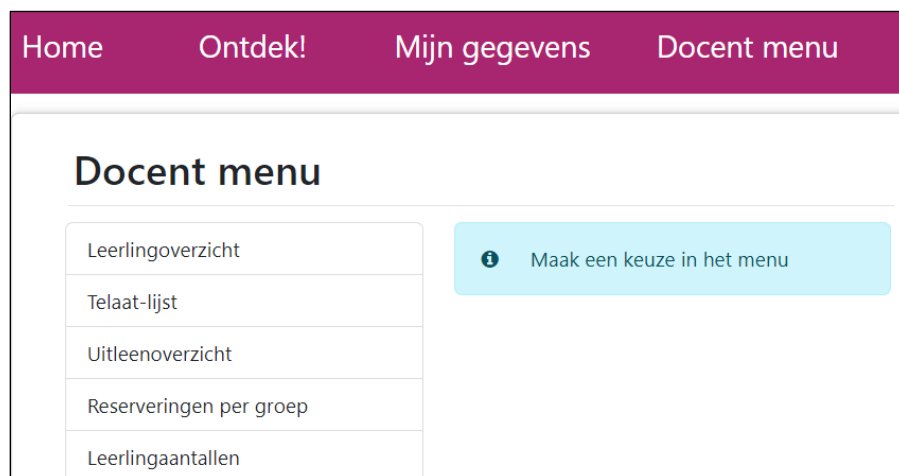 Home Ontdek! Mijn gegevens Docent menu
Docent menu
Leerlingoverzicht
Telaat-lijst
Uitleenoverzicht
Reserveringen per groep
Leerlingaantallen
Maak een keuze in het menu